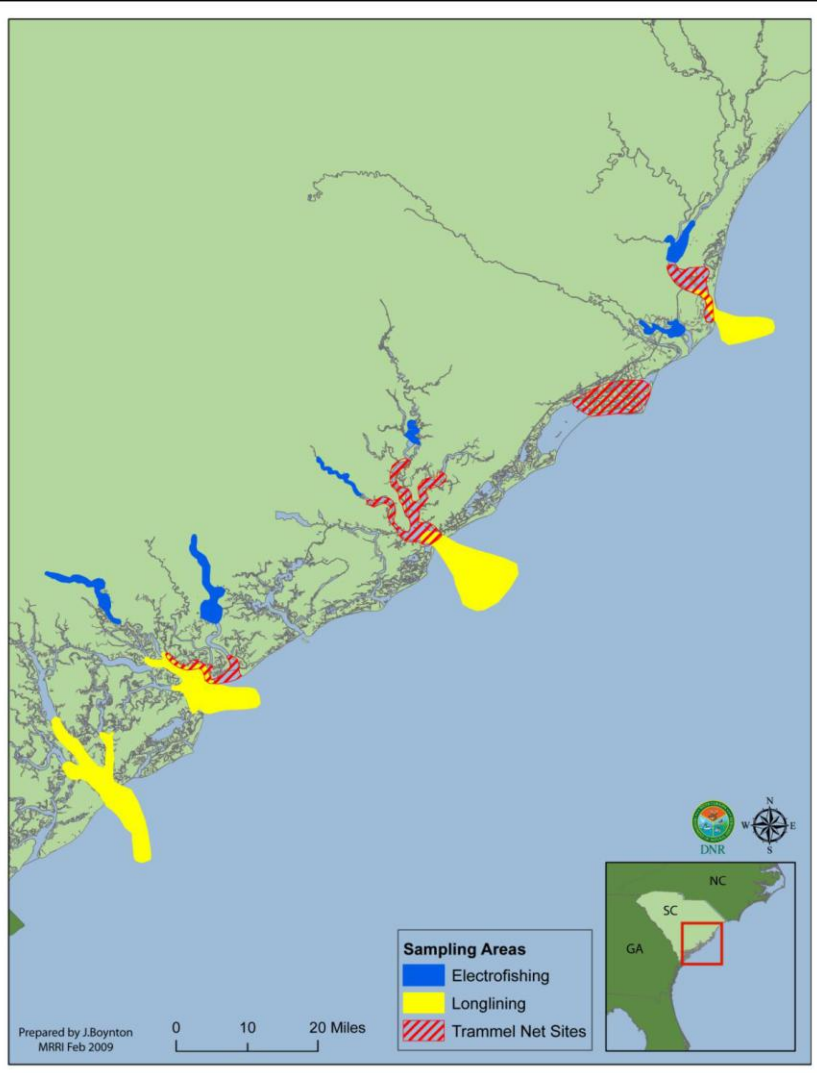 N
W
E
S
DNR
NC
SC
GA
Sampling Areas
Electrofishing
Longlining
Trammel Net Sites
Prepared by J.Boynton
MRRI Feb 2009
0 10 20 Miles